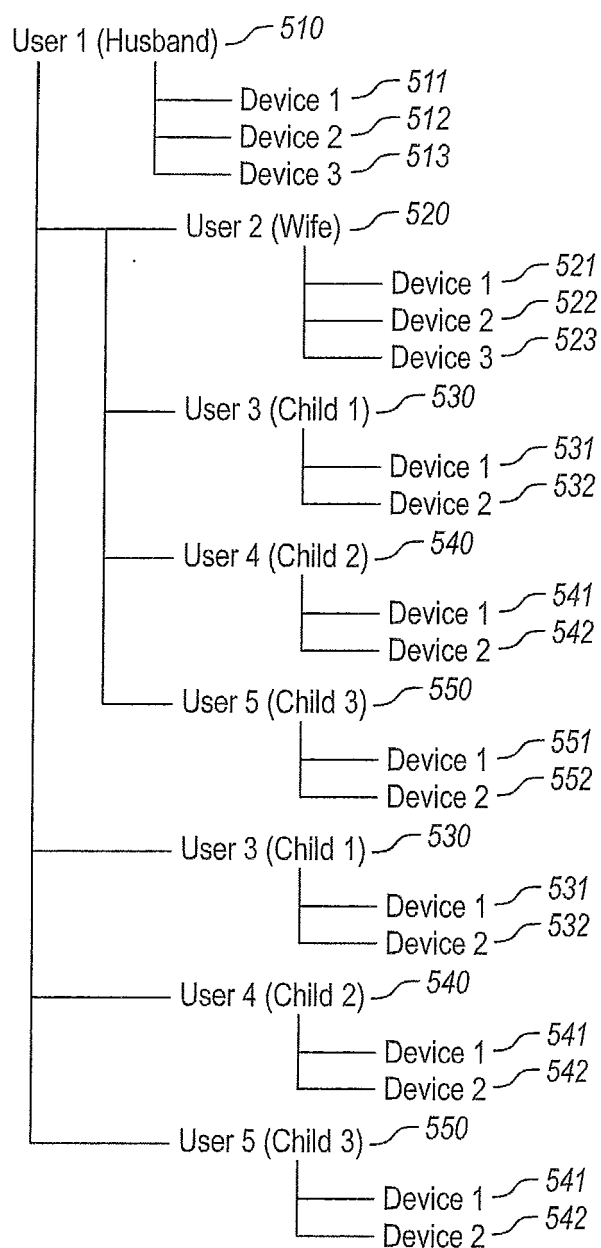 User 1 (Husband) 510
Device 1 511
Device 2 512
Device 3 513
User 2 (Wife) 520
Device 1 521
Device 2 522
Device 3 523
User 3 (Child 1) 530
Device 1 531
Device 2 532
User 4 (Child 2) 540
Device 1 541
Device 2 542
User 5 (Child 3) 550
Device 1 551
Device 2 552
User 3 (Child 1) 530
Device 1 531
Device 2 532
User 4 (Child 2) 540
Device 1 541
Device 2 542
User 5 (Child 3) 550
Device 1 541
Device 2 542